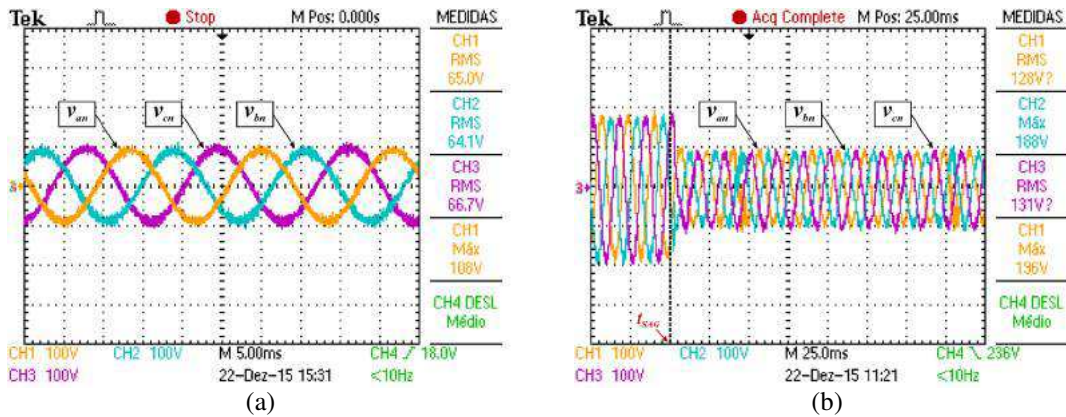 Tek Stop M Pos: 0.000s MEDIDAS
CH1
RMS
65.0V
CH2
RMS
64.1V
CH3
RMS
66.7V
CH1
Máx
108V
CH4 DESL
Médio
v_an v_cn v_bn
3
CH1 100V CH2 100V M 5.00ms CH4 / 18.0V
CH3 100V 22-Dez-15 15:31 <10Hz
(a)
Tek Acq Complete M Pos: 25.00ms MEDIDAS
CH1
RMS
128V?
CH2
Máx
188V
CH3
RMS
131V?
CH1
Máx
196V
CH4 DESL
Médio
v_an v_bn v_cn
3
t_SAG
CH1 100V CH2 100V M 25.0ms CH4 \ 236V
CH3 100V 22-Dez-15 11:21 <10Hz
(b)